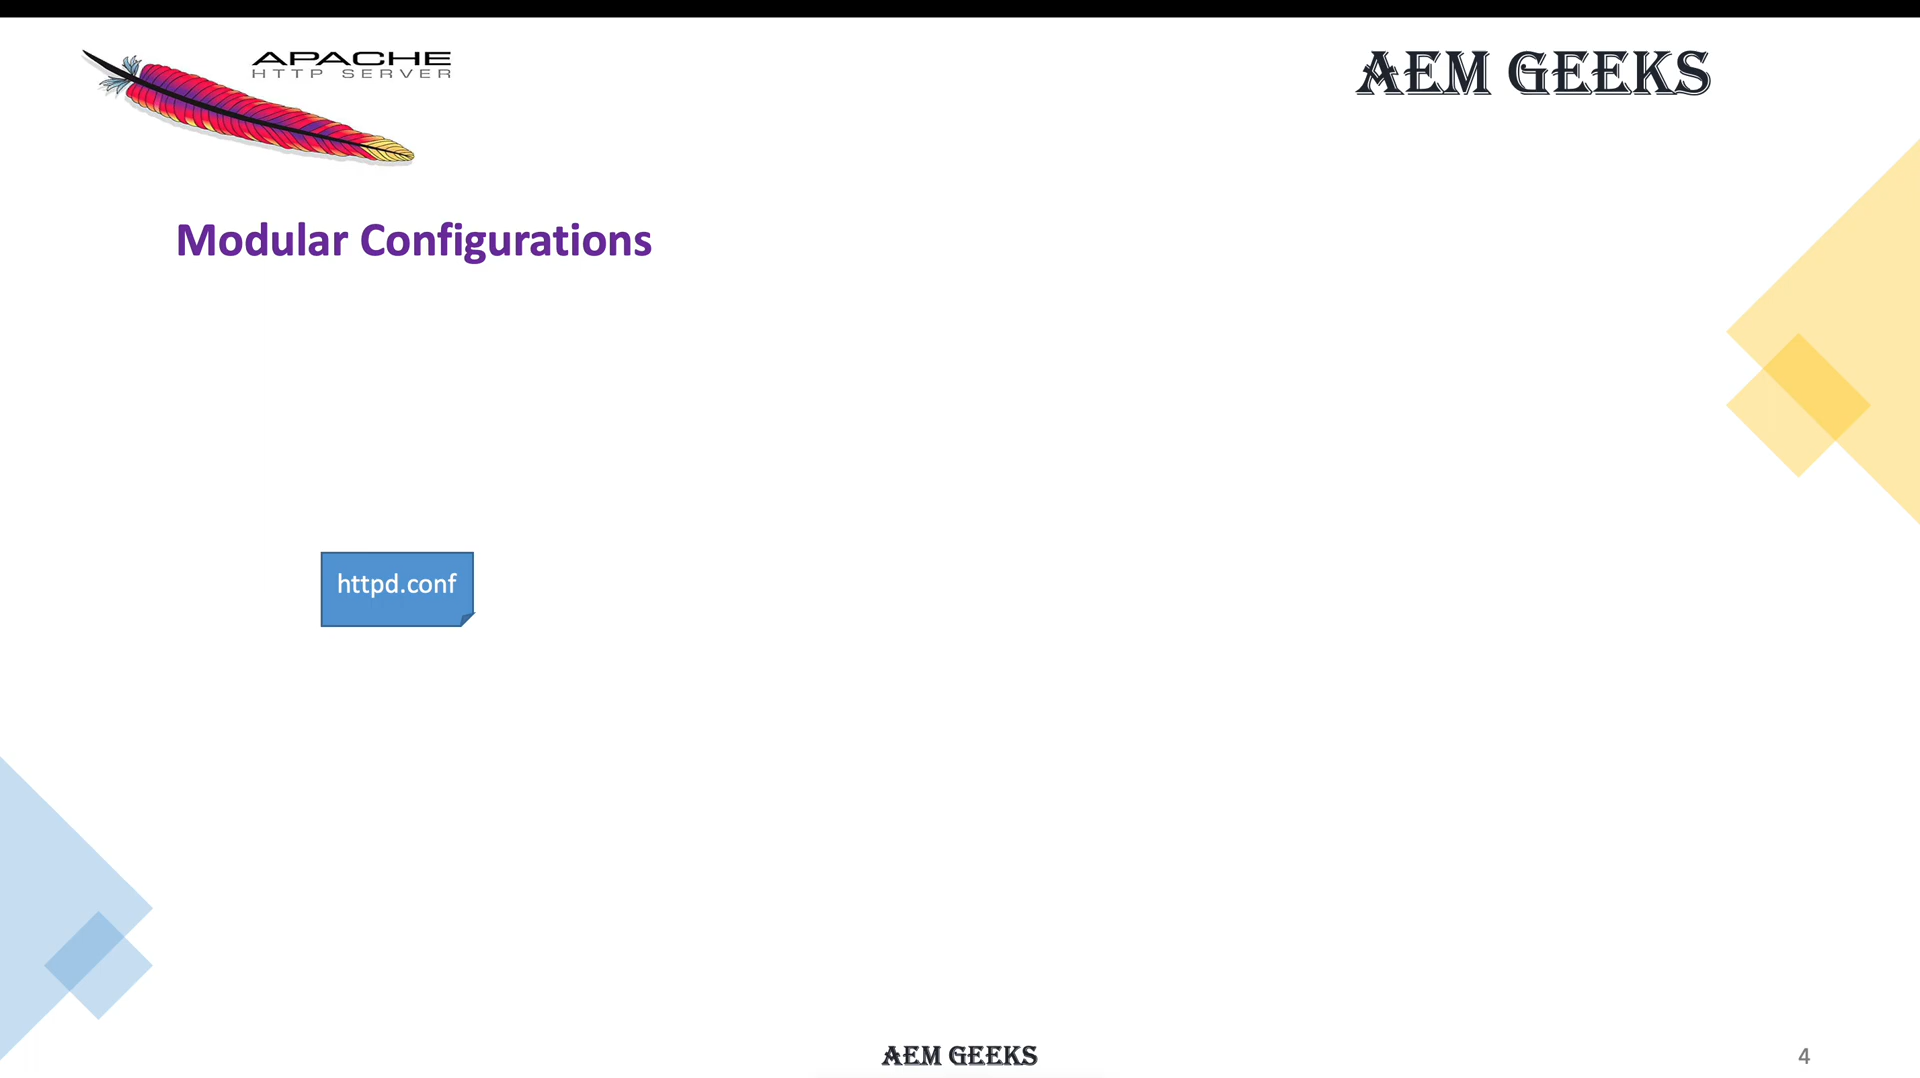 APACHE
HTTP SERVER
AEM GEEKS
Modular Configurations
httpd.conf
AEM GEEKS
4